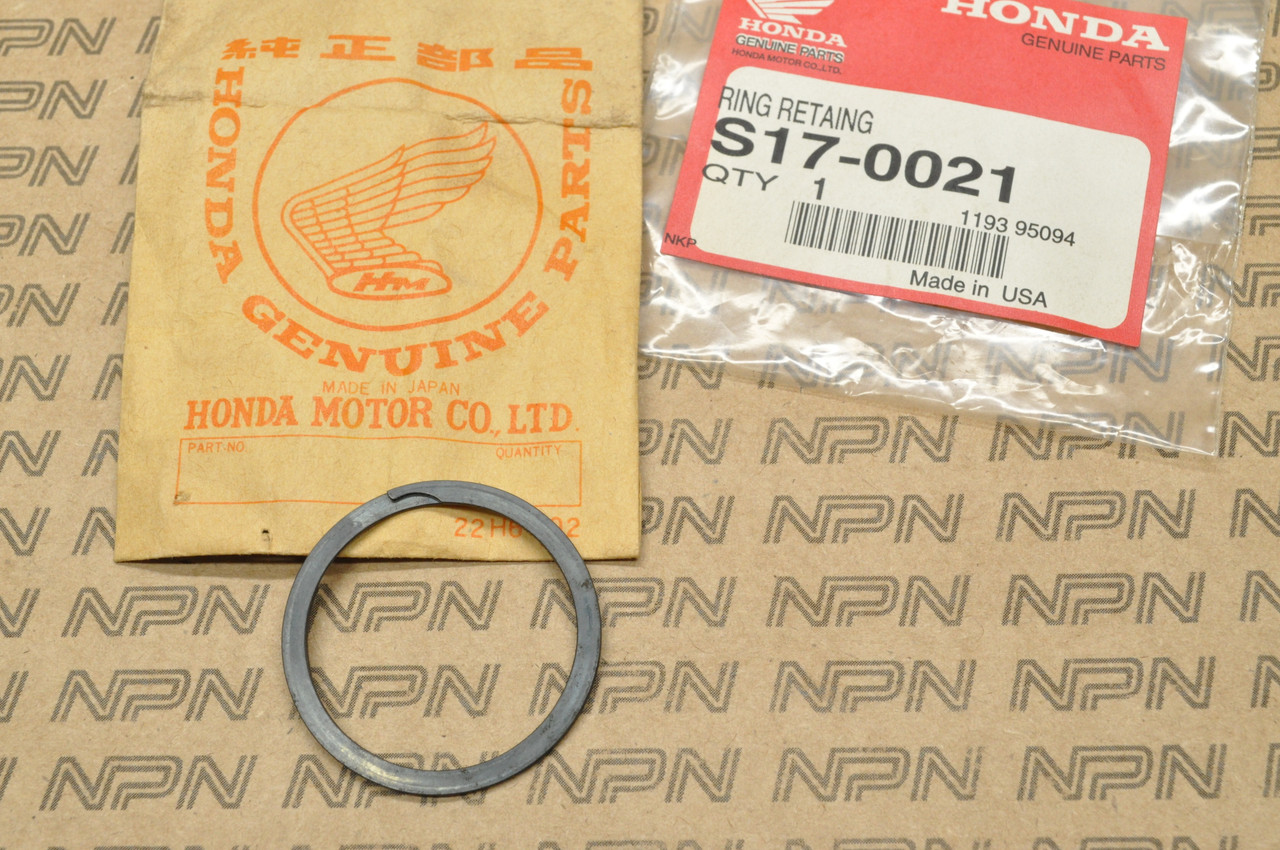 純正部品
HONDA GENUINE PARTS
HM
MADE IN JAPAN
HONDA MOTOR CO., LTD.
PART·NO.
QUANTITY
HONDA
GENUINE PARTS
HONDA MOTOR CO.,LTD.
HONDA
GENUINE PARTS
RING RETAING
S17-0021
QTY 1
1193 95094
NKP
Made in USA
NPN